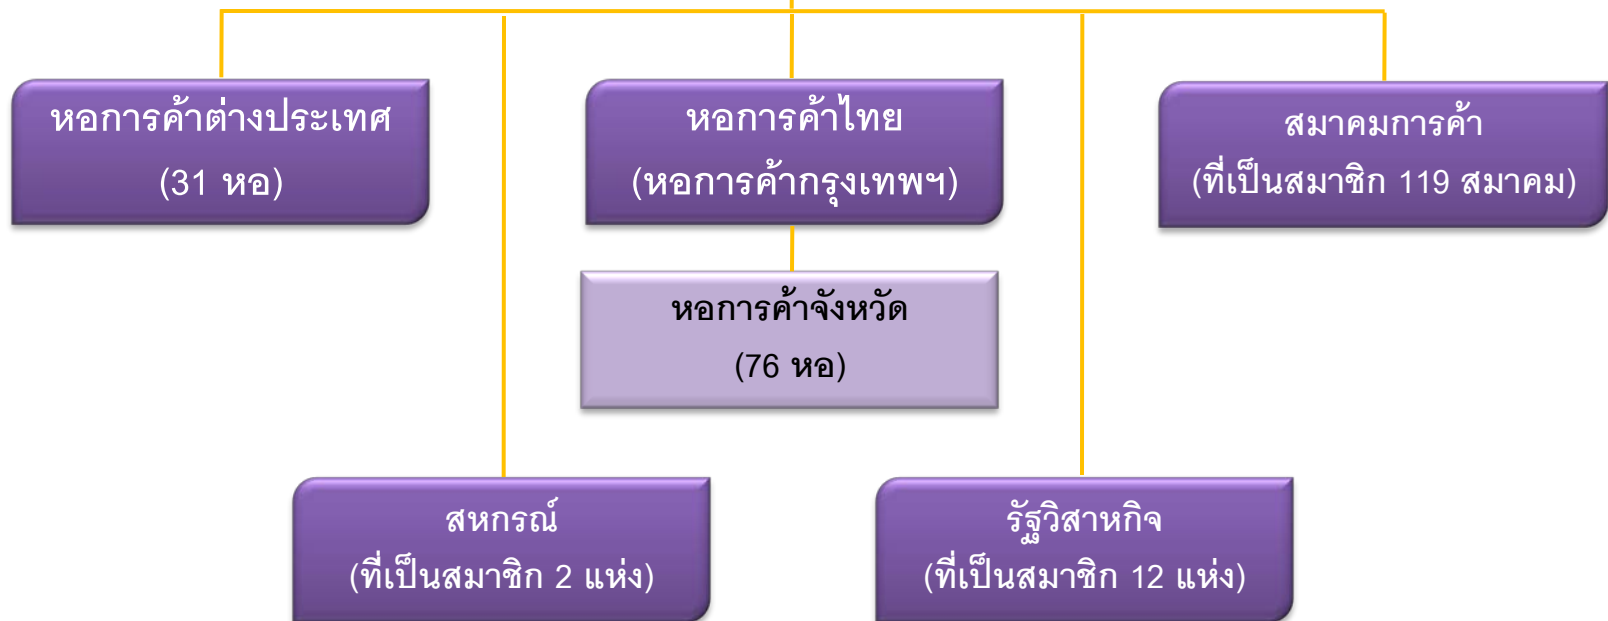 หอการค้าต่างประเทศ
(31 หอ)
หอการค้าไทย
(หอการค้ากรุงเทพฯ)
สมาคมการค้า
(ที่เป็นสมาชิก 119 สมาคม)
หอการค้าจังหวัด
(76 หอ)
สหกรณ์
(ที่เป็นสมาชิก 2 แห่ง)
รัฐวิสาหกิจ
(ที่เป็นสมาชิก 12 แห่ง)